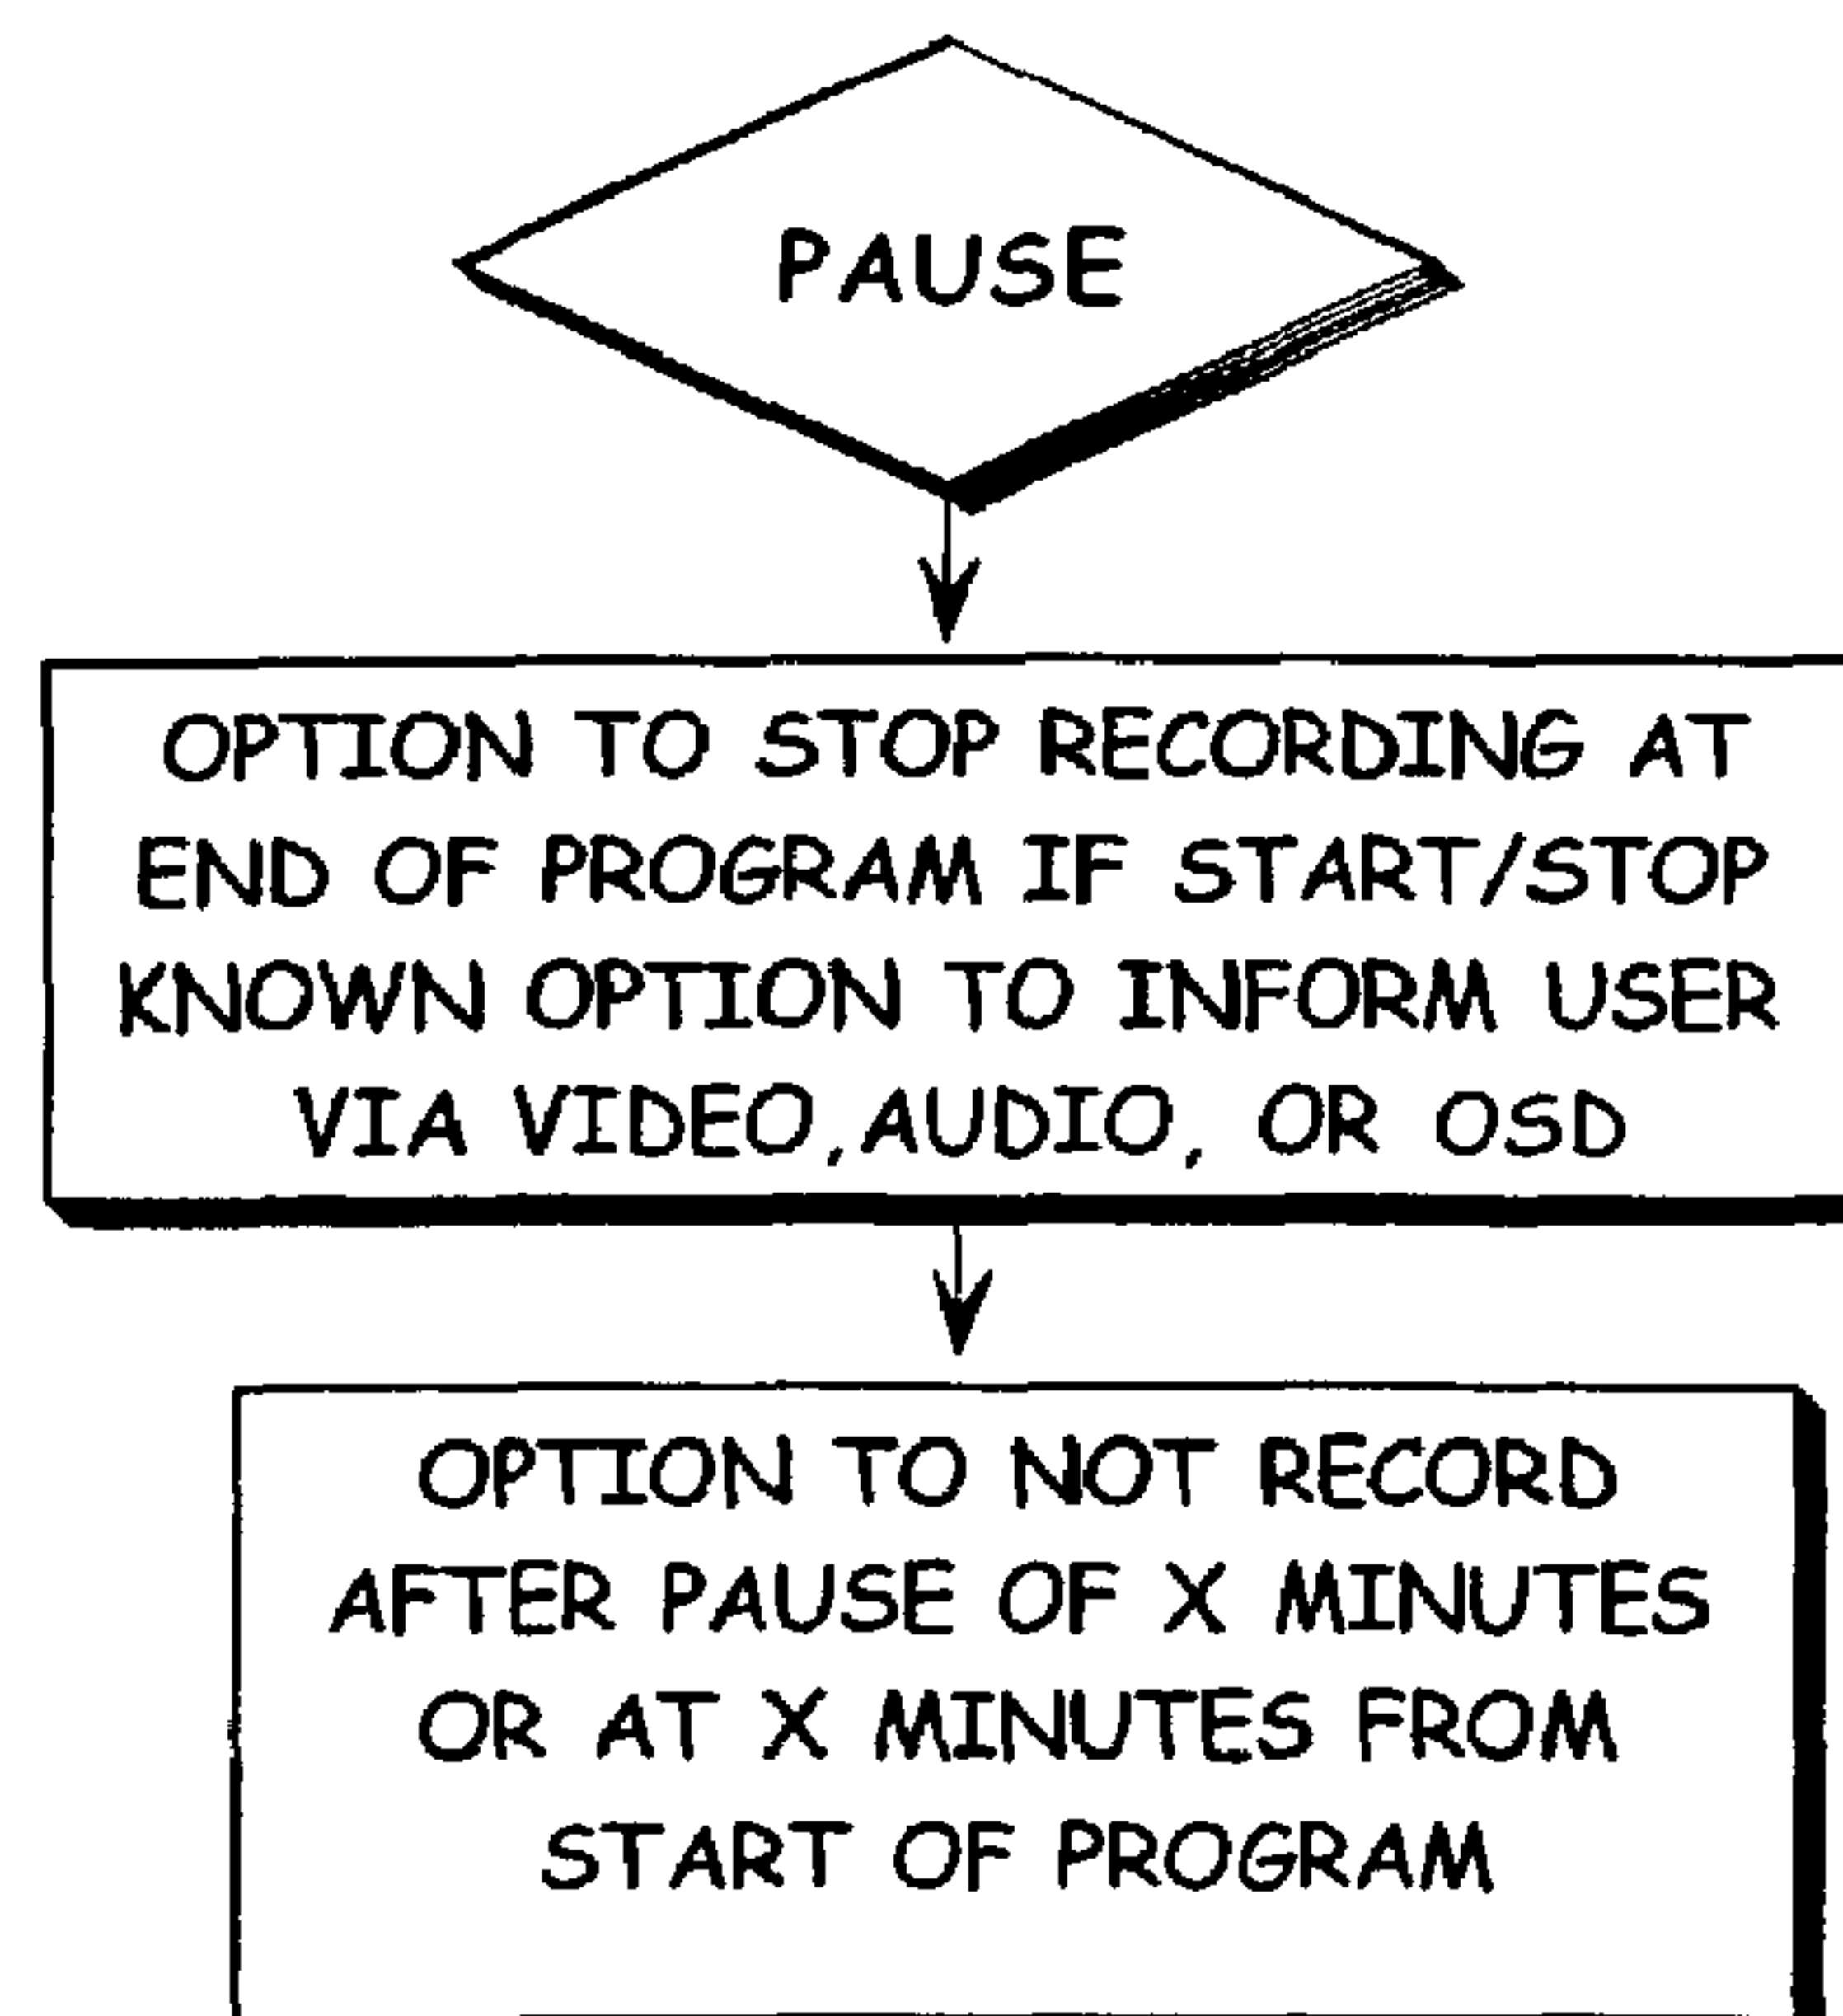 PAUSE
OPTION TO STOP RECORDING AT
END OF PROGRAM IF START/STOP
KNOWN OPTION TO INFORM USER
VIA VIDEO,AUDIO, OR OSD
OPTION TO NOT RECORD
AFTER PAUSE OF X MINUTES
OR AT X MINUTES FROM
START OF PROGRAM